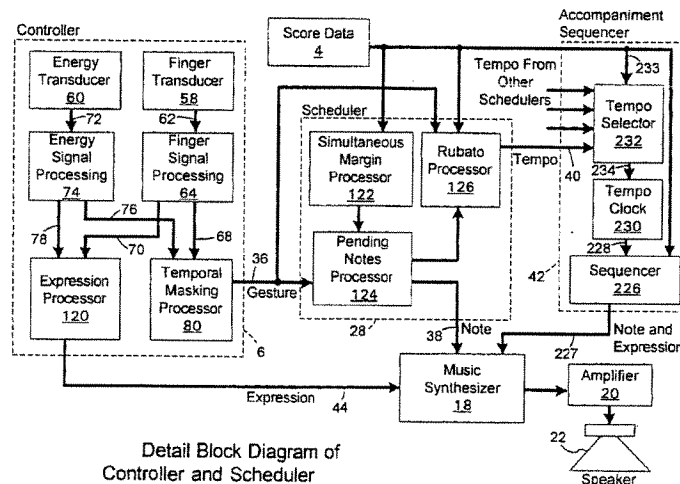 Controller
Energy
Transducer
60
72
Energy
Signal
Processing
74
78
76
Finger
Transducer
58
62
Finger
Signal
Processing
64
70
68
Expression
Processor
120
Temporal
Masking
Processor
80
36
Gesture
6
Score Data
4
Scheduler
Simultaneous
Margin
Processor
122
Rubato
Processor
126
Pending
Notes
Processor
124
28
38
Note
Tempo
40
Accompaniment
Sequencer
Tempo From
Other
Schedulers
233
Tempo
Selector
232
234
Tempo
Clock
230
228
42
Sequencer
226
Note and
Expression
227
Expression
44
Music
Synthesizer
18
Amplifier
20
22
Speaker
Detail Block Diagram of
Controller and Scheduler